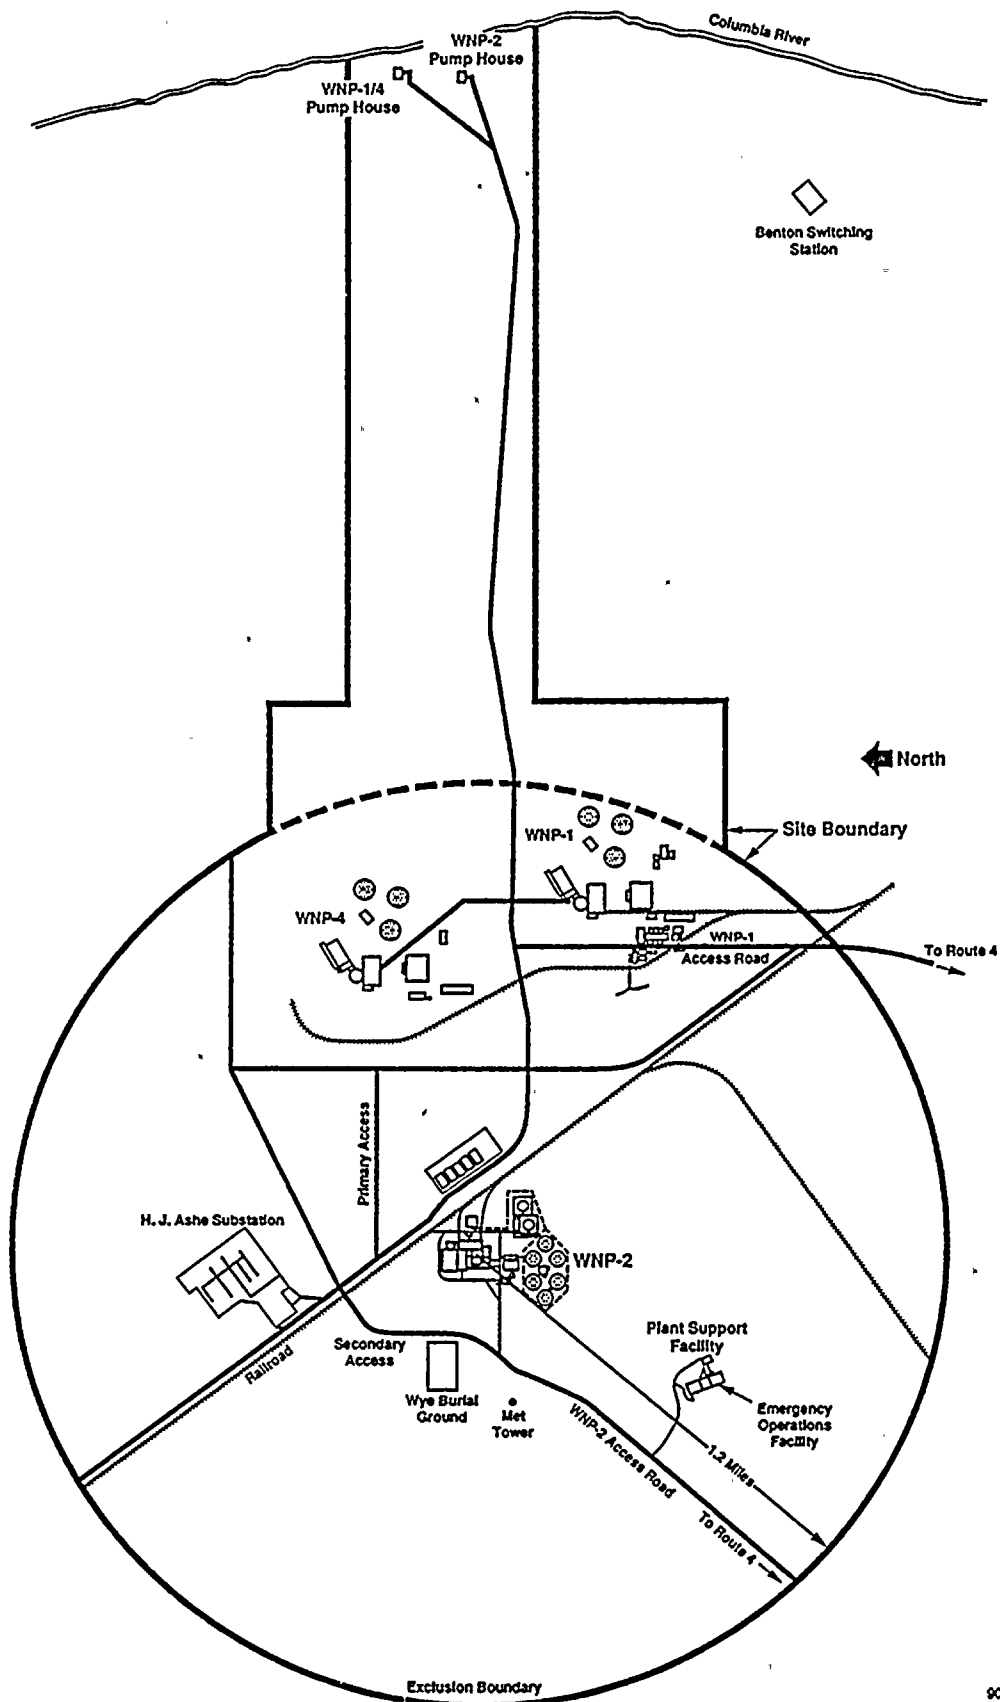 Columbia River
WNP-2
Pump House
WNP-1/4
Pump House
Benton Switching
Station
North
Site Boundary
WNP-1
WNP-4
WNP-1
Access Road
To Route 4
Primary Access
H. J. Ashe Substation
WNP-2
Secondary
Access
Railroad
Plant Support
Facility
Wye Burial
Ground
Met
Tower
Emergency
Operations
Facility
WNP-2 Access Road
1.2 Miles
To Route 4
Exclusion Boundary